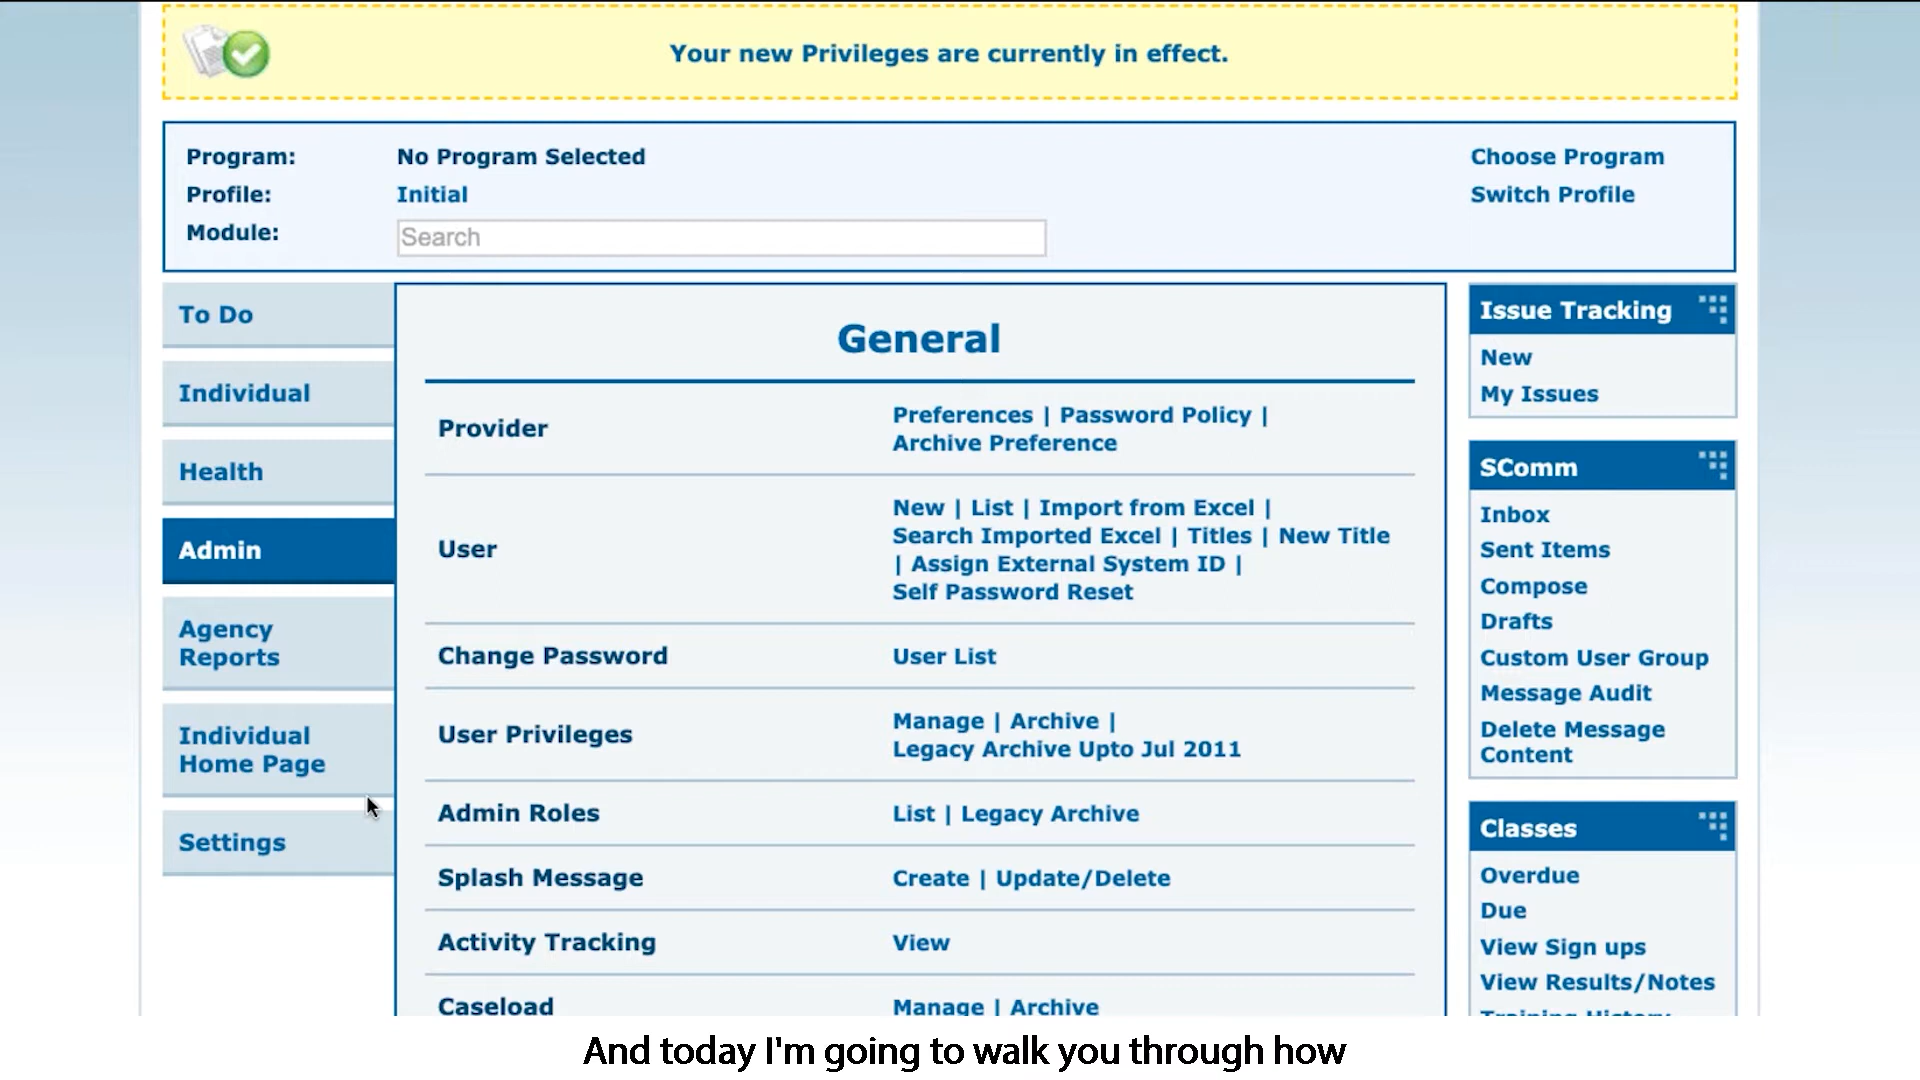 Your new Privileges are currently in effect.
Program: No Program Selected Choose Program
Profile: Initial Switch Profile
Module: Search
To Do
Individual
Health
Admin
Agency
Reports
Individual
Home Page
Settings
General
Provider
Preferences | Password Policy |
Archive Preference
User
New | List | Import from Excel |
Search Imported Excel | Titles | New Title
| Assign External System ID |
Self Password Reset
Change Password
User List
User Privileges
Manage | Archive |
Legacy Archive Upto Jul 2011
Admin Roles
List | Legacy Archive
Splash Message
Create | Update/Delete
Activity Tracking
View
Caseload
Manage | Archive
Issue Tracking
New
My Issues
SComm
Inbox
Sent Items
Compose
Drafts
Custom User Group
Message Audit
Delete Message
Content
Classes
Overdue
Due
View Sign ups
View Results/Notes
Training History
And today I'm going to walk you through how